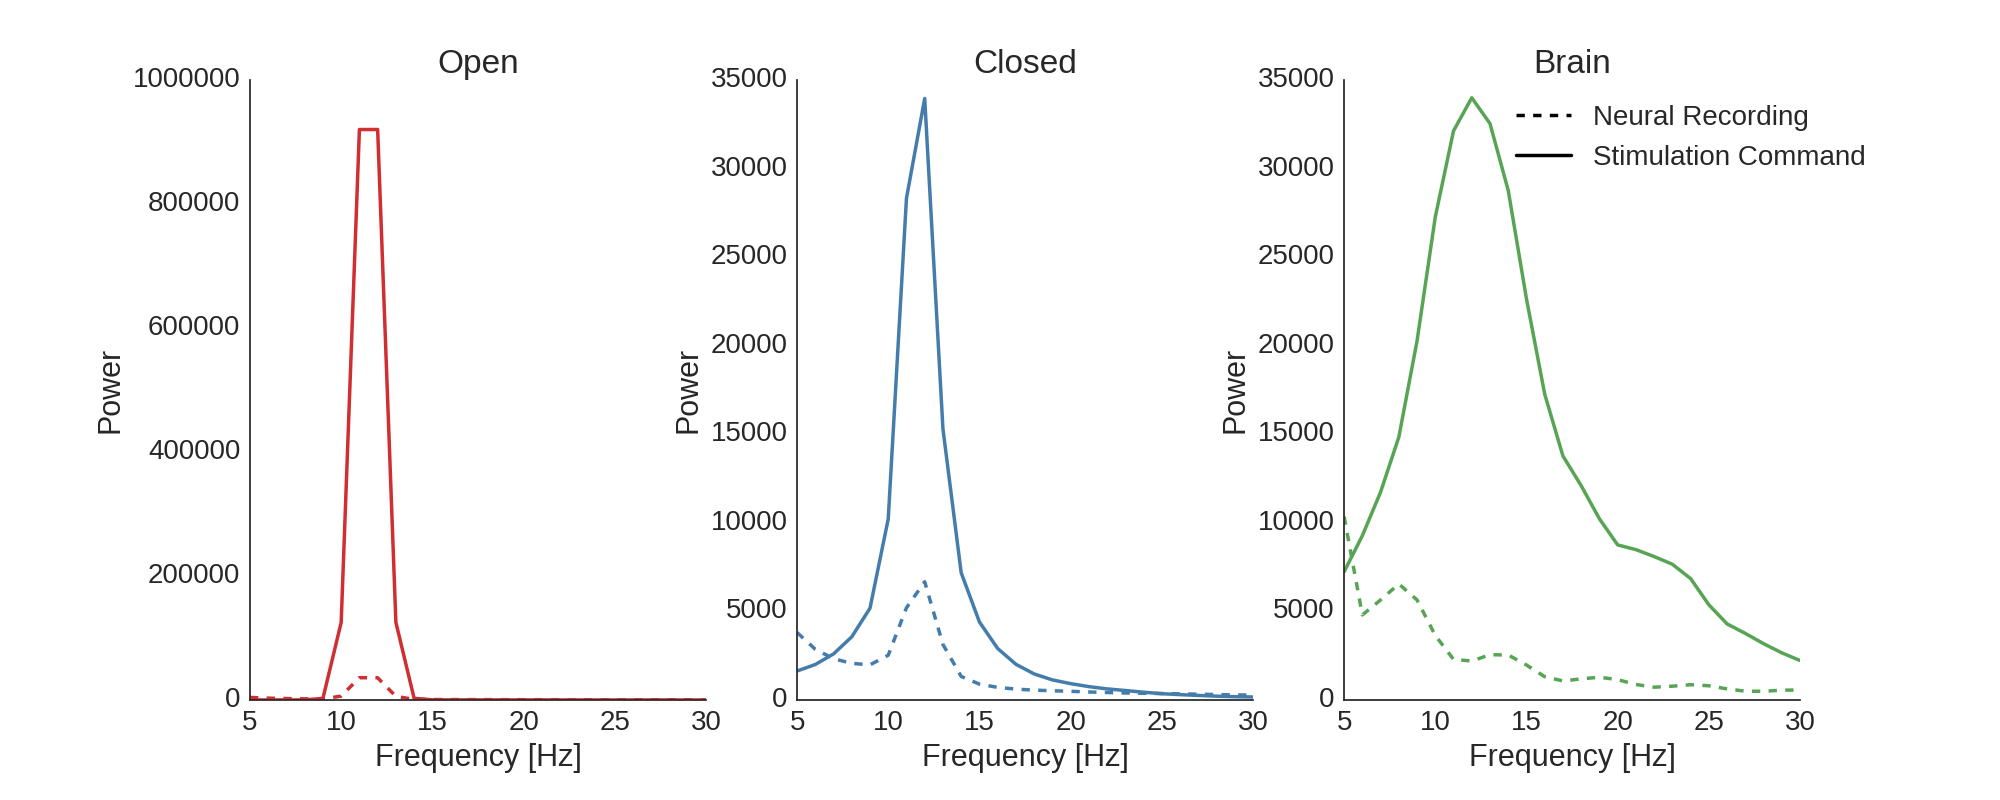 Open
1000000
800000
600000
400000
200000
0
5 10 15 20 25 30
Power
Frequency [Hz]
Closed
35000
30000
25000
20000
15000
10000
5000
0
5 10 15 20 25 30
Power
Frequency [Hz]
Brain
35000
30000
25000
20000
15000
10000
5000
0
5 10 15 20 25 30
Power
Frequency [Hz]
Neural Recording
Stimulation Command